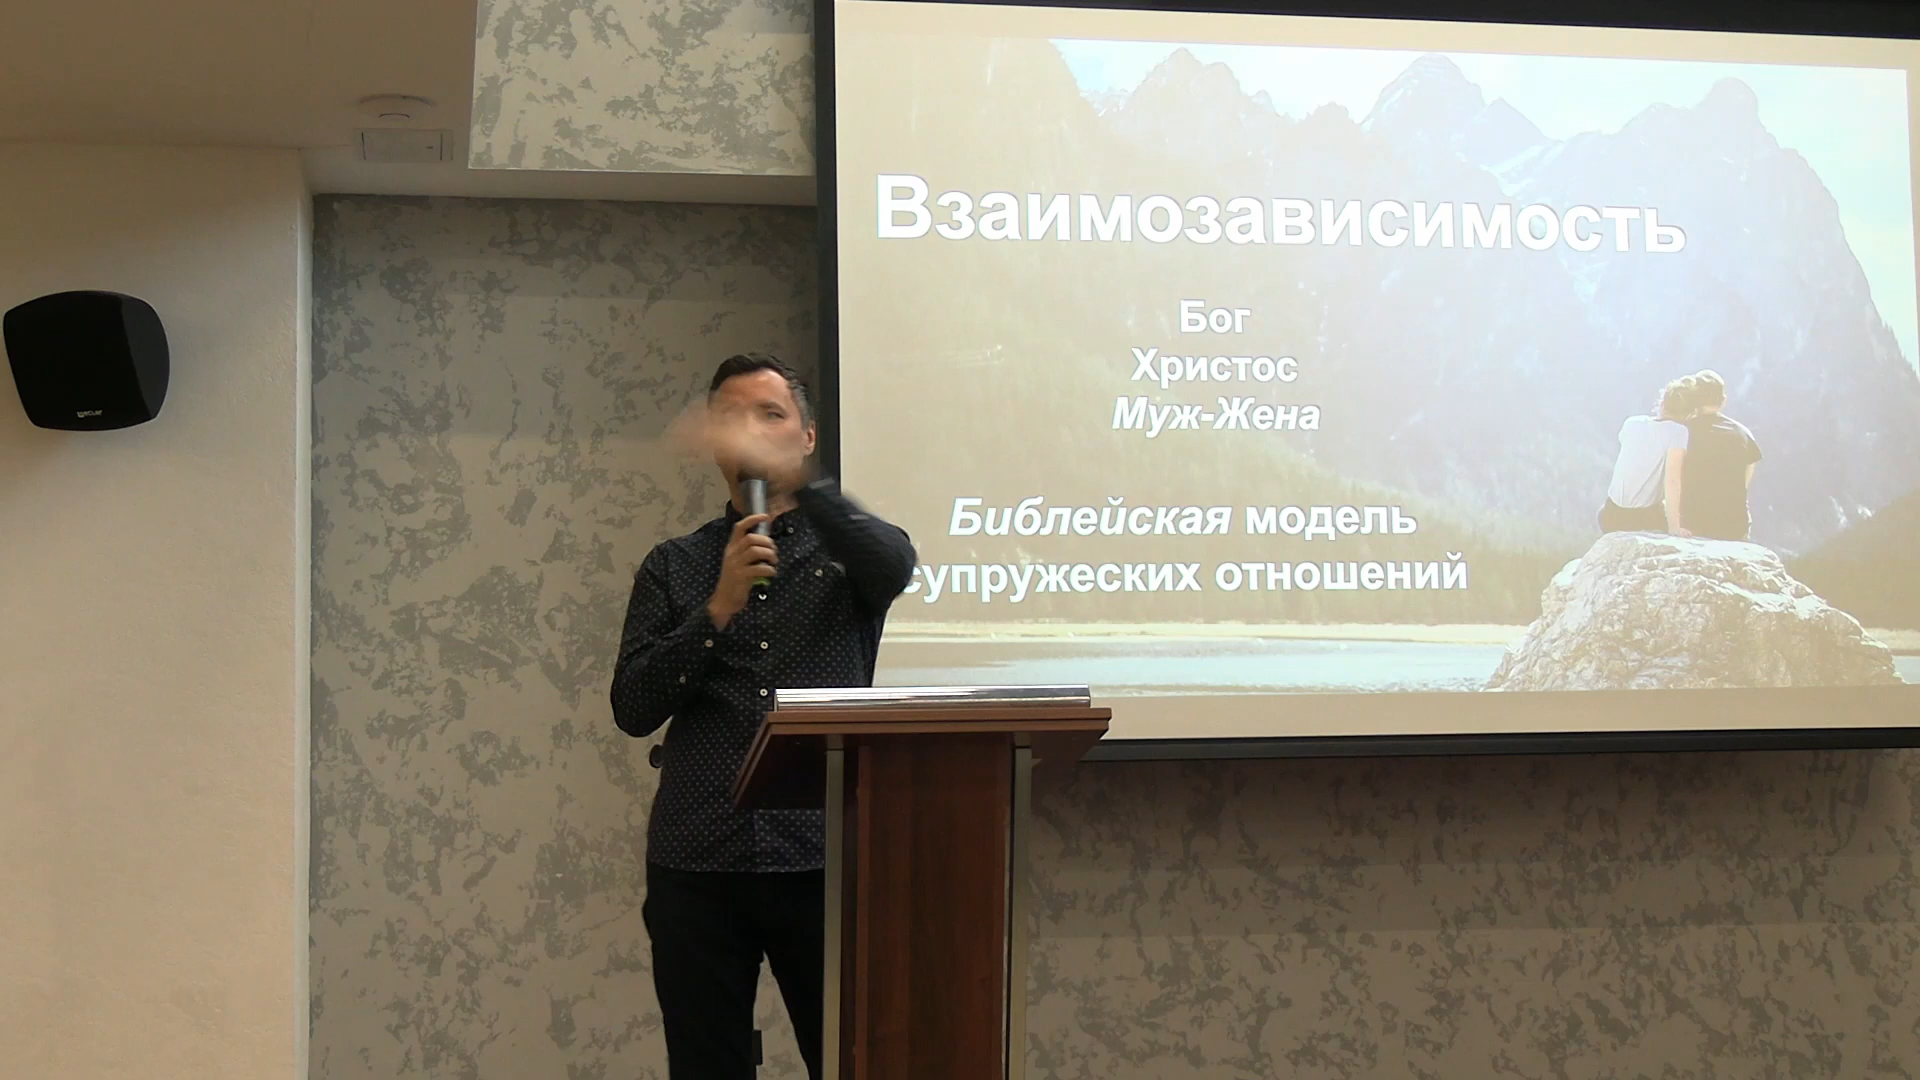 Взаимозависимость
Бог
Христос
Муж-Жена
Библейская модель
супружеских отношений